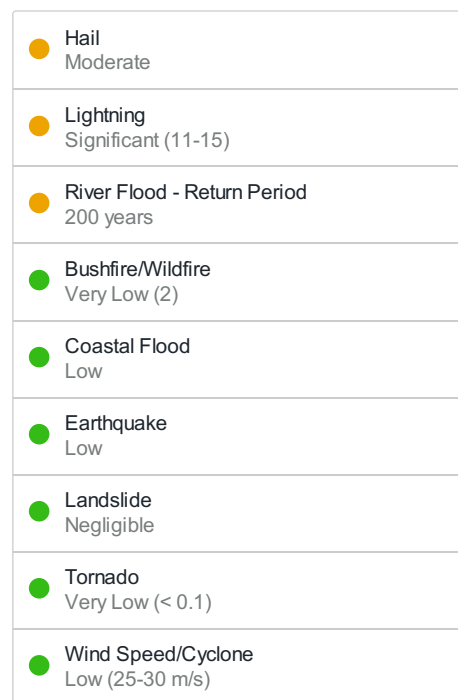 Hail
Moderate
Lightning
Significant (11-15)
River Flood - Return Period
200 years
Bushfire/Wildfire
Very Low (2)
Coastal Flood
Low
Earthquake
Low
Landslide
Negligible
Tornado
Very Low (< 0.1)
Wind Speed/Cyclone
Low (25-30 m/s)